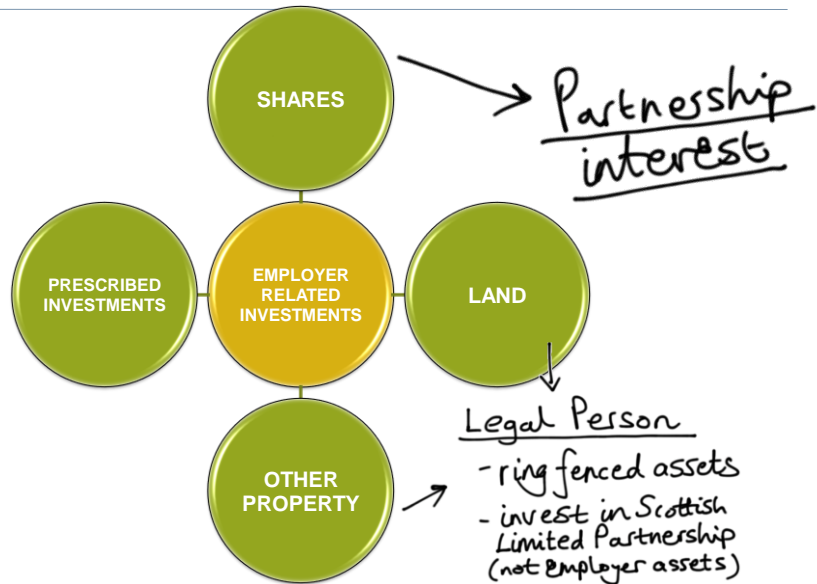 SHARES
Partnership
interest
PRESCRIBED
INVESTMENTS
EMPLOYER
RELATED
INVESTMENTS
LAND
OTHER
PROPERTY
Legal Person
- ring fenced assets
- invest in Scottish
Limited Partnership
(not employer assets)